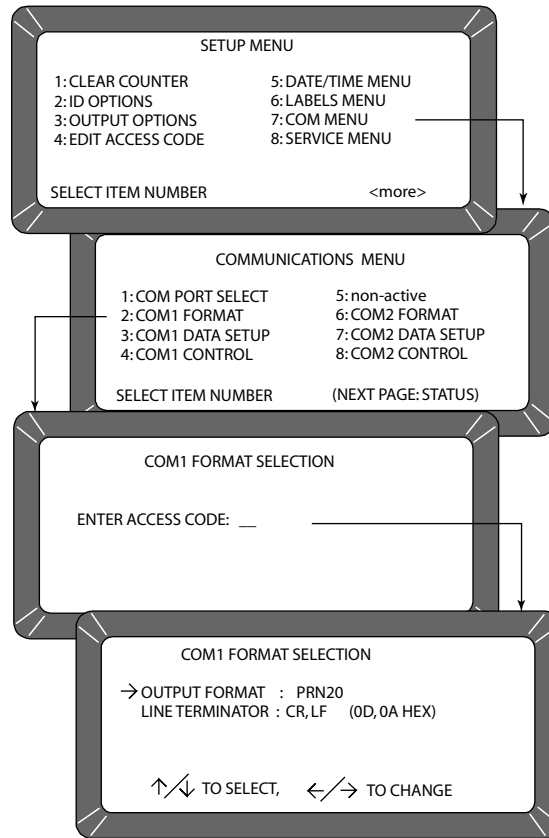 SETUP MENU
1: CLEAR COUNTER 5: DATE/TIME MENU
2: ID OPTIONS 6: LABELS MENU
3: OUTPUT OPTIONS 7: COM MENU
4: EDIT ACCESS CODE 8: SERVICE MENU
SELECT ITEM NUMBER <more>
COMMUNICATIONS MENU
1: COM PORT SELECT 5: non-active
2: COM1 FORMAT 6: COM2 FORMAT
3: COM1 DATA SETUP 7: COM2 DATA SETUP
4: COM1 CONTROL 8: COM2 CONTROL
SELECT ITEM NUMBER (NEXT PAGE: STATUS)
COM1 FORMAT SELECTION
ENTER ACCESS CODE: __
COM1 FORMAT SELECTION
→ OUTPUT FORMAT : PRN20
LINE TERMINATOR : CR, LF (0D, 0A HEX)
↑/↓ TO SELECT, ←/→ TO CHANGE